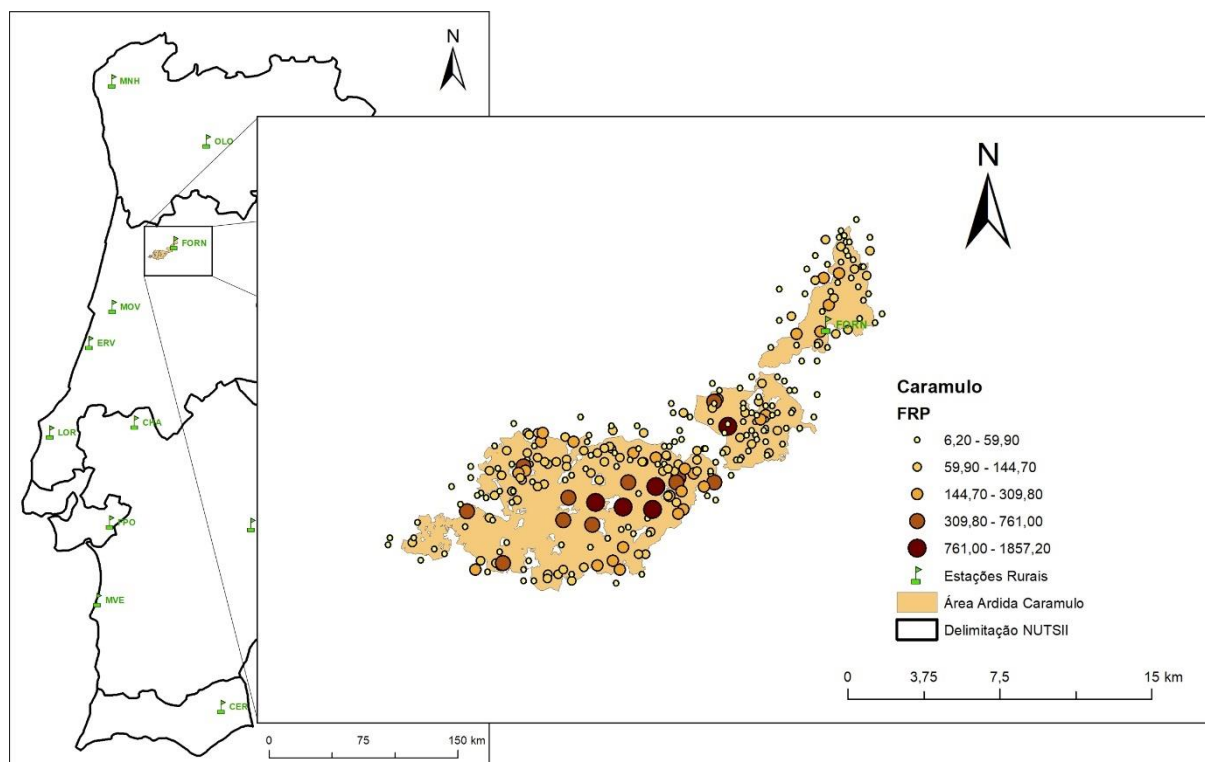 N
MNH
OLO
FORN
MOV
ERV
CHA
LOR
MVE
CER
0 75 150 km
N
FORN
Caramulo
FRP
6,20 - 59,90
59,90 - 144,70
144,70 - 309,80
309,80 - 761,00
761,00 - 1857,20
Estações Rurais
Área Ardida Caramulo
Delimitação NUTSII
0 3,75 7,5 15 km